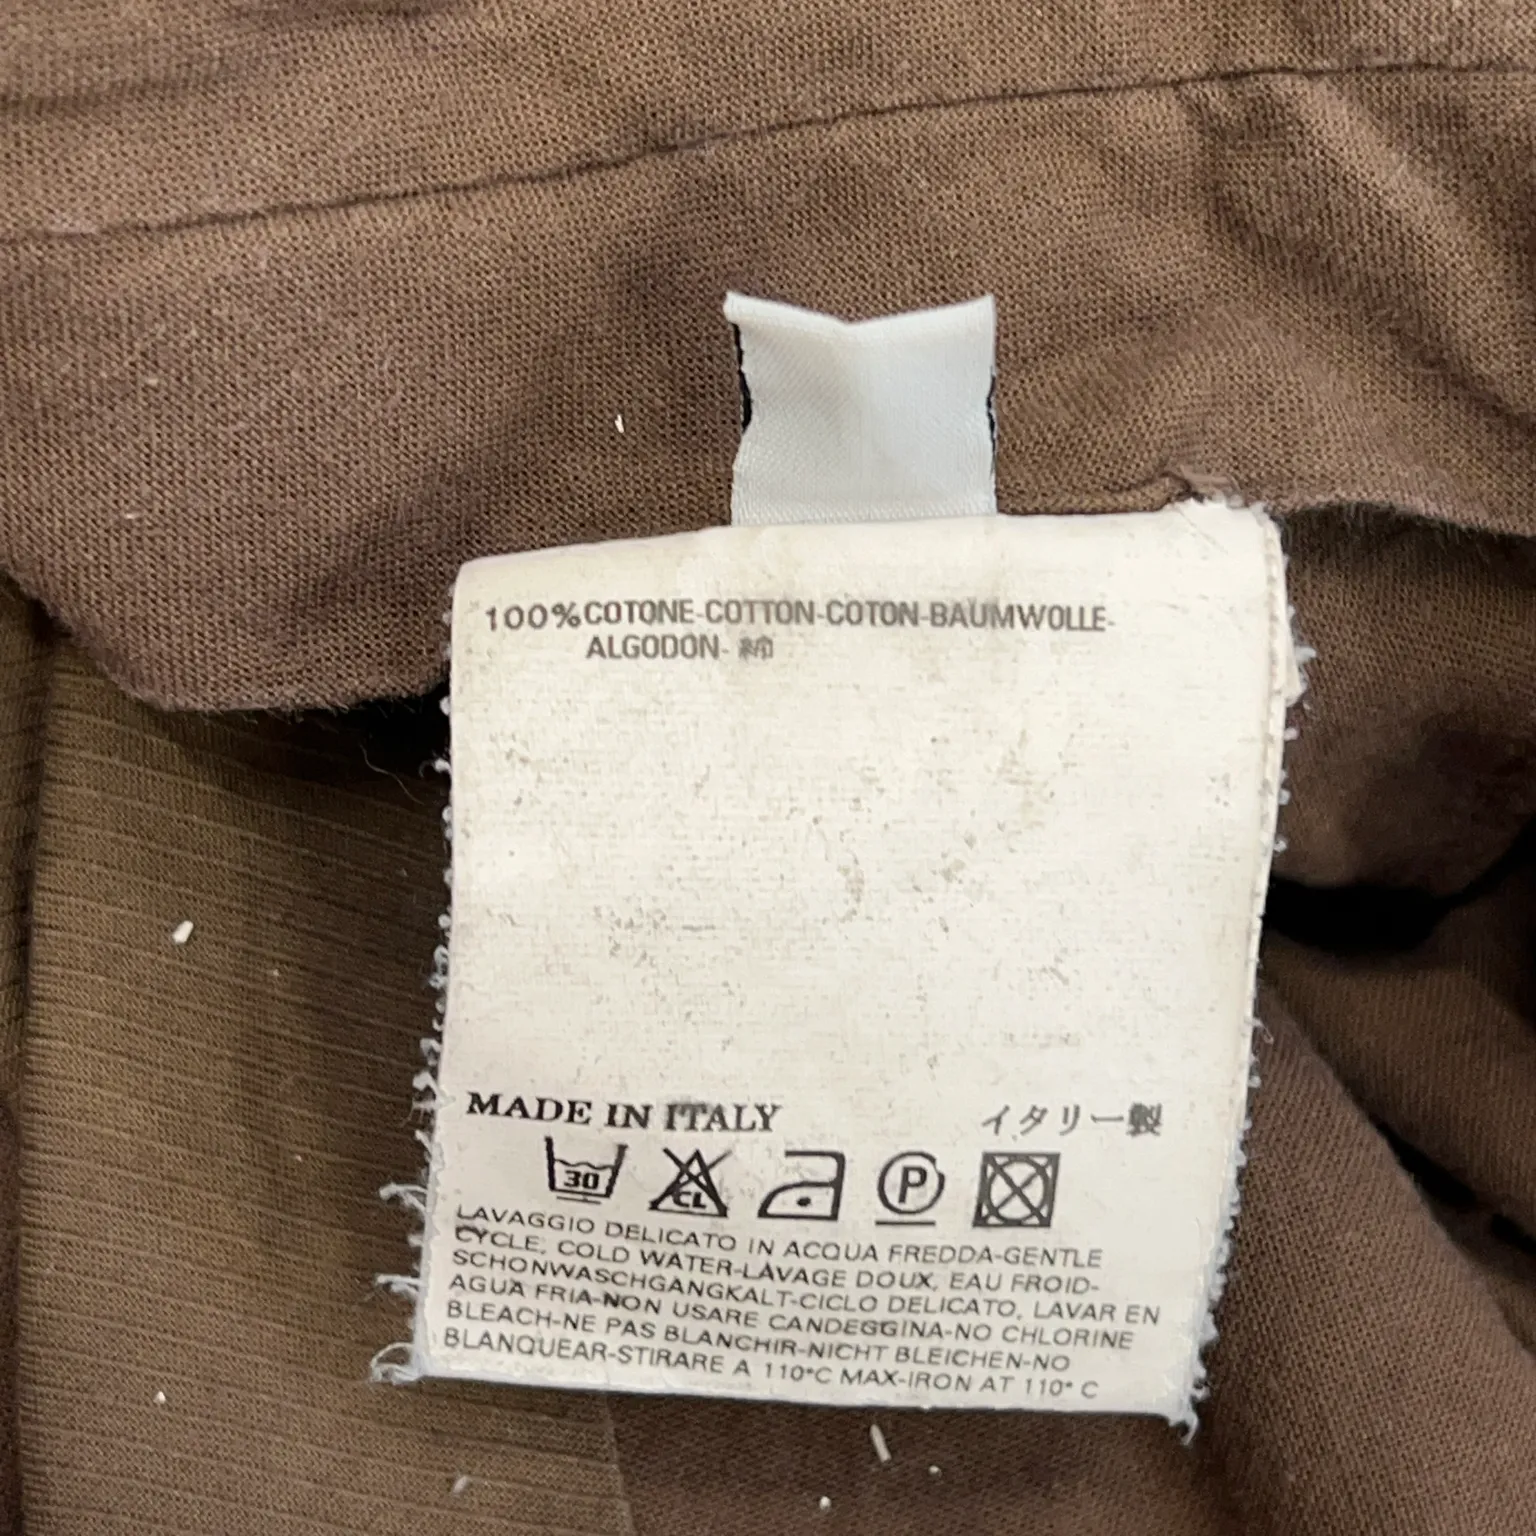 100% COTONE-COTTON-COTON-BAUMWOLLE-
ALGODON- 綿
MADE IN ITALY イタリー製
30 CL P
LAVAGGIO DELICATO IN ACQUA FREDDA-GENTLE
CYCLE, COLD WATER-LAVAGE DOUX, EAU FROID-
SCHONWASCHGANGKALT-CICLO DELICATO, LAVAR EN
AGUA FRIA-NON USARE CANDEGGINA-NO CHLORINE
BLEACH-NE PAS BLANCHIR-NICHT BLEICHEN-NO
BLANQUEAR-STIRARE A 110°C MAX-IRON AT 110° C